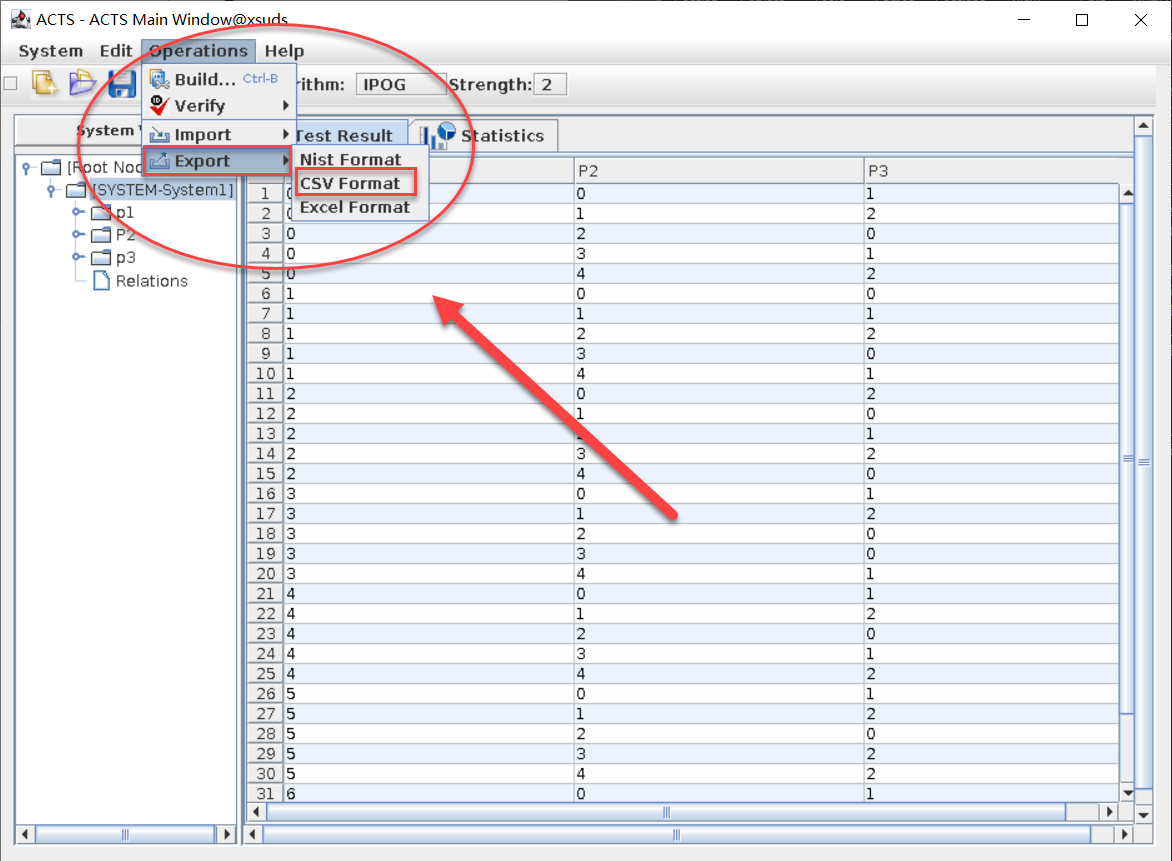 ACTS - ACTS Main Window@xsuds
System Edit Operations Help
Build... Ctrl-B
Verify
Import
Export
Nist Format
CSV Format
Excel Format
rithm: IPOG Strength: 2
System
Test Result Statistics
[Root Nod
[SYSTEM-System1]
p1
P2
p3
Relations
P2 P3
1 0 0 1
2 0 1 2
3 0 2 0
4 0 3 1
5 0 4 2
6 1 0 0
7 1 1 1
8 1 2 2
9 1 3 0
10 1 4 1
11 2 0 2
12 2 1 0
13 2 1
14 2 3 2
15 2 4 0
16 3 0 1
17 3 1 2
18 3 2 0
19 3 3 0
20 3 4 1
21 4 0 1
22 4 1 2
23 4 2 0
24 4 3 1
25 4 4 2
26 5 0 1
27 5 1 2
28 5 2 0
29 5 3 2
30 5 4 2
31 6 0 1